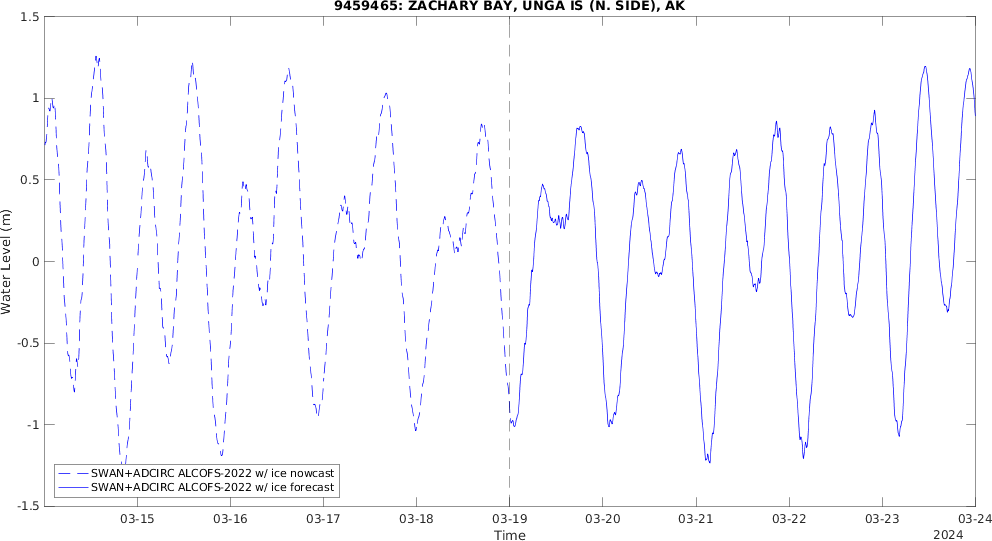 9459465: ZACHARY BAY, UNGA IS (N. SIDE), AK
1.5
1
0.5
0
-0.5
-1
-1.5
Water Level (m)
SWAN+ADCIRC ALCOFS-2022 w/ ice nowcast
SWAN+ADCIRC ALCOFS-2022 w/ ice forecast
03-15 03-16 03-17 03-18 03-19 03-20 03-21 03-22 03-23 03-24
Time
2024